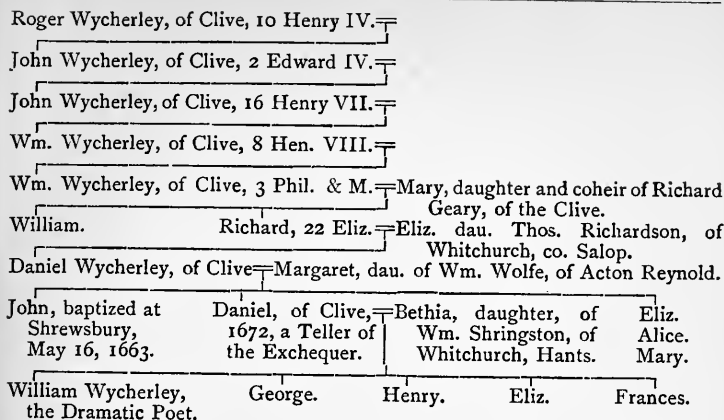 Roger Wycherley, of Clive, 10 Henry IV.
John Wycherley, of Clive, 2 Edward IV.
John Wycherley, of Clive, 16 Henry VII.
Wm. Wycherley, of Clive, 8 Hen. VIII.
Wm. Wycherley, of Clive, 3 Phil. & M. Mary, daughter and coheir of Richard
Geary, of the Clive.
William. Richard, 22 Eliz. Eliz. dau. Thos. Richardson, of
Whitchurch, co. Salop.
Daniel Wycherley, of Clive Margaret, dau. of Wm. Wolfe, of Acton Reynold.
John, baptized at Daniel, of Clive, Bethia, daughter, of Eliz.
Shrewsbury, 1672, a Teller of Wm. Shringston, of Alice.
May 16, 1663. the Exchequer. Whitchurch, Hants. Mary.
William Wycherley, George. Henry. Eliz. Frances.
the Dramatic Poet.